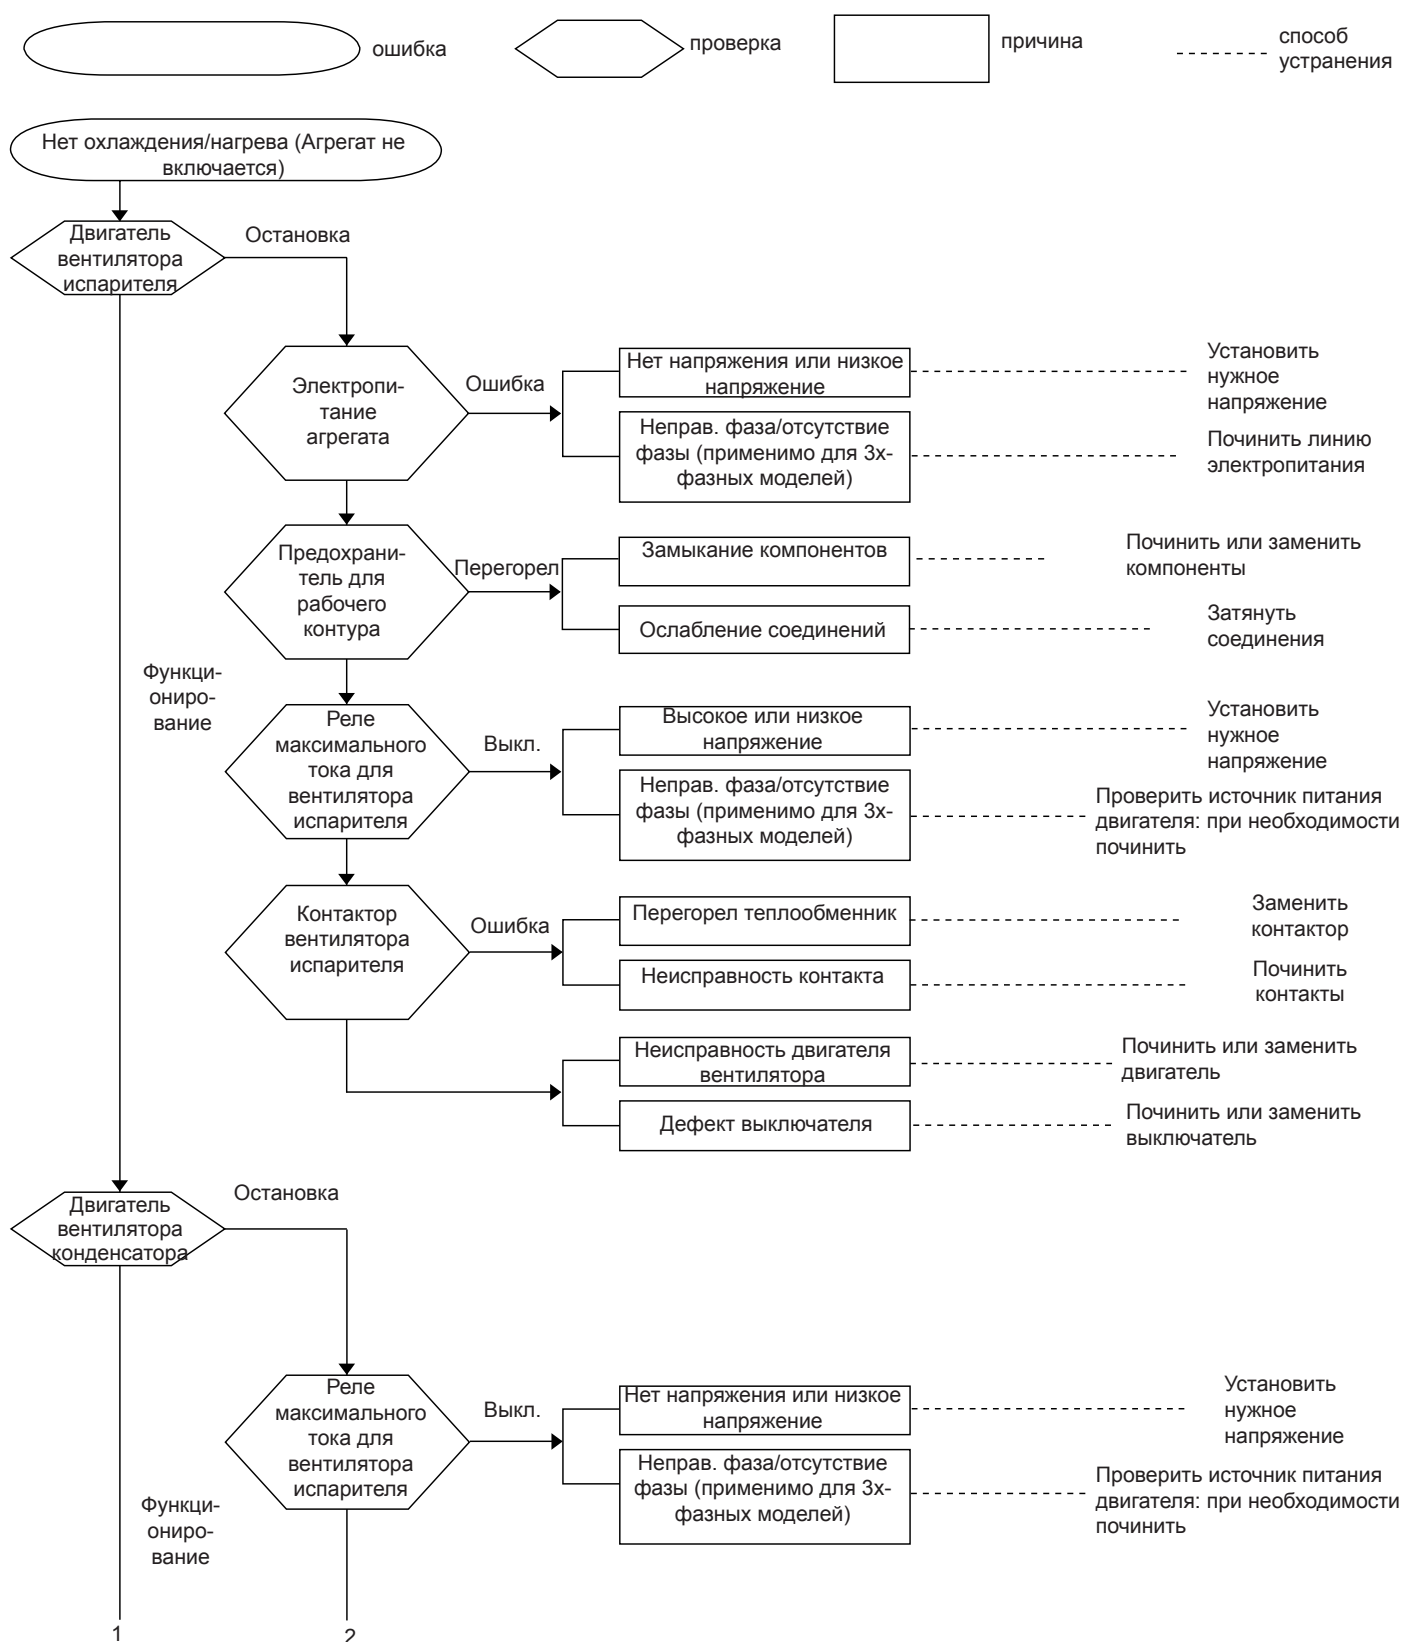 ошибка
проверка
причина
способ
устранения
Нет охлаждения/нагрева (Агрегат не
включается)
Двигатель
вентилятора
испарителя
Остановка
Электропи-
тание
агрегата
Ошибка
Нет напряжения или низкое
напряжение
Установить
нужное
напряжение
Неправ. фаза/отсутствие
фазы (применимо для 3х-
фазных моделей)
Починить линию
электропитания
Предохрани-
тель для
рабочего
контура
Перегорел
Замыкание компонентов
Починить или заменить
компоненты
Ослабление соединений
Затянуть
соединения
Функци-
ониро-
вание
Реле
максимального
тока для
вентилятора
испарителя
Выкл.
Высокое или низкое
напряжение
Установить
нужное
напряжение
Неправ. фаза/отсутствие
фазы (применимо для 3х-
фазных моделей)
Проверить источник питания
двигателя: при необходимости
починить
Контактор
вентилятора
испарителя
Ошибка
Перегорел теплообменник
Заменить
контактор
Неисправность контакта
Починить
контакты
Неисправность двигателя
вентилятора
Починить или заменить
двигатель
Дефект выключателя
Починить или заменить
выключатель
Двигатель
вентилятора
конденсатора
Остановка
Реле
максимального
тока для
вентилятора
испарителя
Выкл.
Нет напряжения или низкое
напряжение
Установить
нужное
напряжение
Неправ. фаза/отсутствие
фазы (применимо для 3х-
фазных моделей)
Проверить источник питания
двигателя: при необходимости
починить
Функци-
ониро-
вание
1
2